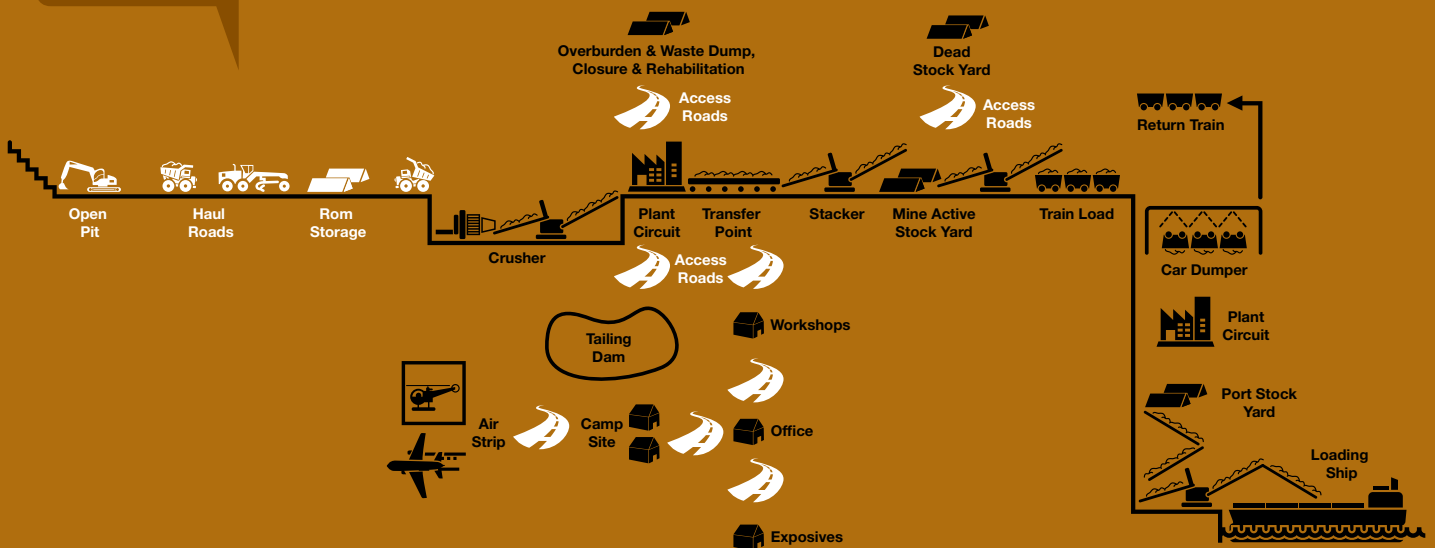 Overburden & Waste Dump,
Closure & Rehabilitation
Dead
Stock Yard
Access
Roads
Access
Roads
Return Train
Open
Pit
Haul
Roads
Rom
Storage
Crusher
Plant
Circuit
Transfer
Point
Stacker
Mine Active
Stock Yard
Train Load
Access
Roads
Car Dumper
Workshops
Plant
Circuit
Tailing
Dam
Port Stock
Yard
Air
Strip
Camp
Site
Office
Loading
Ship
Exposives